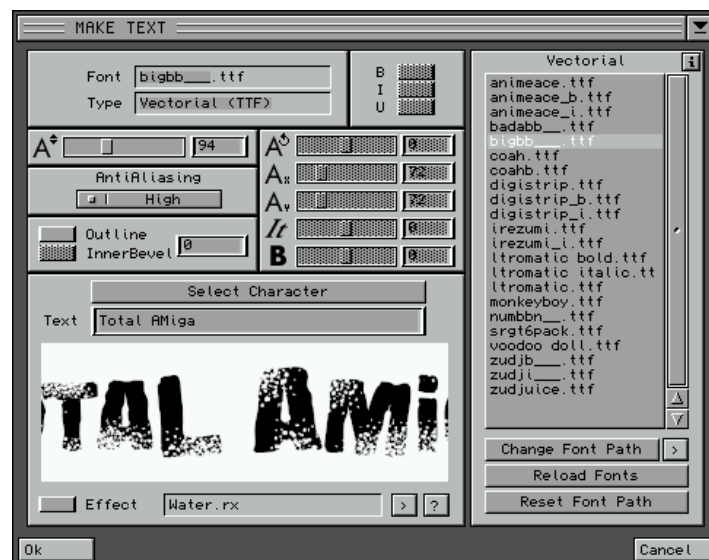 MAKE TEXT
Font bigbb___.ttf
Type Vectorial (TTF)
B
I
U
A 94
AntiAliasing
High
Outline
InnerBevel 0
A 0
Ax 72
Ay 72
It 0
B 0
Select Character
Text Total AMiga
TAL AMi
Effect Water.rx > ?
Vectorial i
animeace.ttf
animeace_b.ttf
animeace_i.ttf
badabb__.ttf
bigbb___.ttf
coah.ttf
coahb.ttf
digistrip.ttf
digistrip_b.ttf
digistrip_i.ttf
irezumi.ttf
irezumi_i.ttf
ltromatic bold.ttf
ltromatic italic.tt
ltromatic.ttf
monkeyboy.ttf
numbbn__.ttf
srgt6pack.ttf
voodoo doll.ttf
zudjb___.ttf
zudji___.ttf
zudjuice.ttf
Change Font Path >
Reload Fonts
Reset Font Path
Ok
Cancel